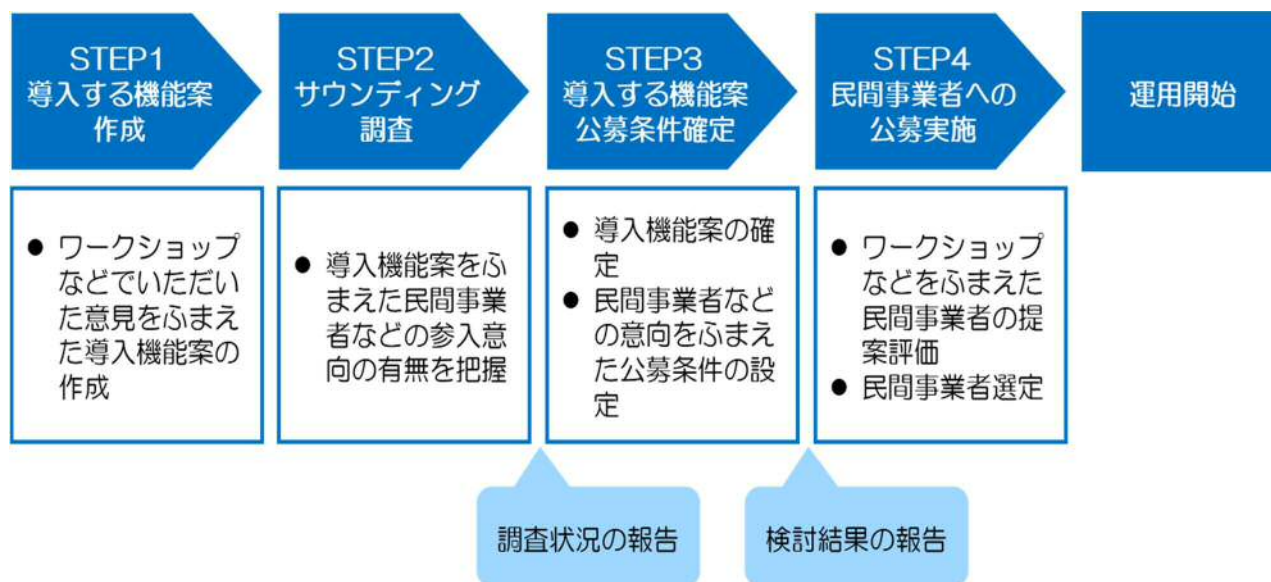 STEP1
導入する機能案
作成
STEP2
サウンディング
調査
STEP3
導入する機能案
公募条件確定
STEP4
民間事業者への
公募実施
運用開始
● ワークショップ
などでいただい
た意見をふまえ
た導入機能案の
作成
● 導入機能案をふ
まえた民間事業
者などの参入意
向の有無を把握
● 導入機能案の確
定
● 民間事業者など
の意向をふまえ
た公募条件の設
定
● ワークショップ
などをふまえた
民間事業者の提
案評価
● 民間事業者選定
調査状況の報告
検討結果の報告